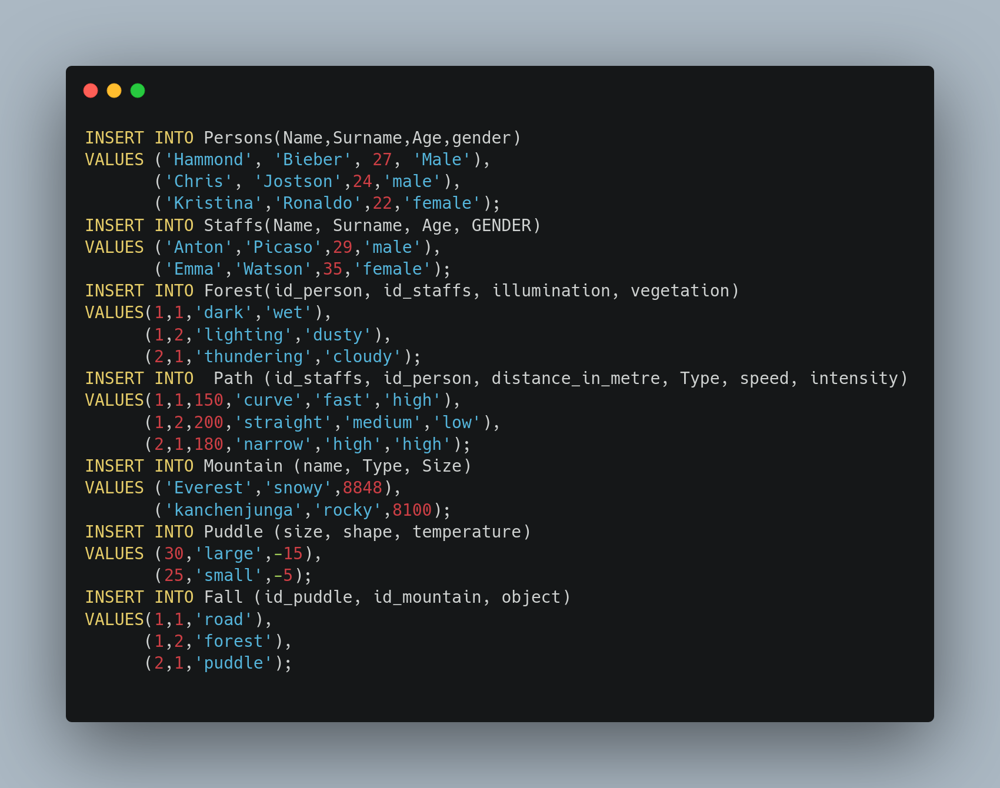 INSERT INTO Persons(Name,Surname,Age,gender)
VALUES ('Hammond', 'Bieber', 27, 'Male'),
       ('Chris', 'Jostson',24,'male'),
       ('Kristina','Ronaldo',22,'female');
INSERT INTO Staffs(Name, Surname, Age, GENDER)
VALUES ('Anton','Picaso',29,'male'),
       ('Emma','Watson',35,'female');
INSERT INTO Forest(id_person, id_staffs, illumination, vegetation)
VALUES(1,1,'dark','wet'),
      (1,2,'lighting','dusty'),
      (2,1,'thundering','cloudy');
INSERT INTO  Path (id_staffs, id_person, distance_in_metre, Type, speed, intensity)
VALUES(1,1,150,'curve','fast','high'),
      (1,2,200,'straight','medium','low'),
      (2,1,180,'narrow','high','high');
INSERT INTO Mountain (name, Type, Size)
VALUES ('Everest','snowy',8848),
       ('kanchenjunga','rocky',8100);
INSERT INTO Puddle (size, shape, temperature)
VALUES (30,'large',-15),
       (25,'small',-5);
INSERT INTO Fall (id_puddle, id_mountain, object)
VALUES(1,1,'road'),
      (1,2,'forest'),
      (2,1,'puddle');